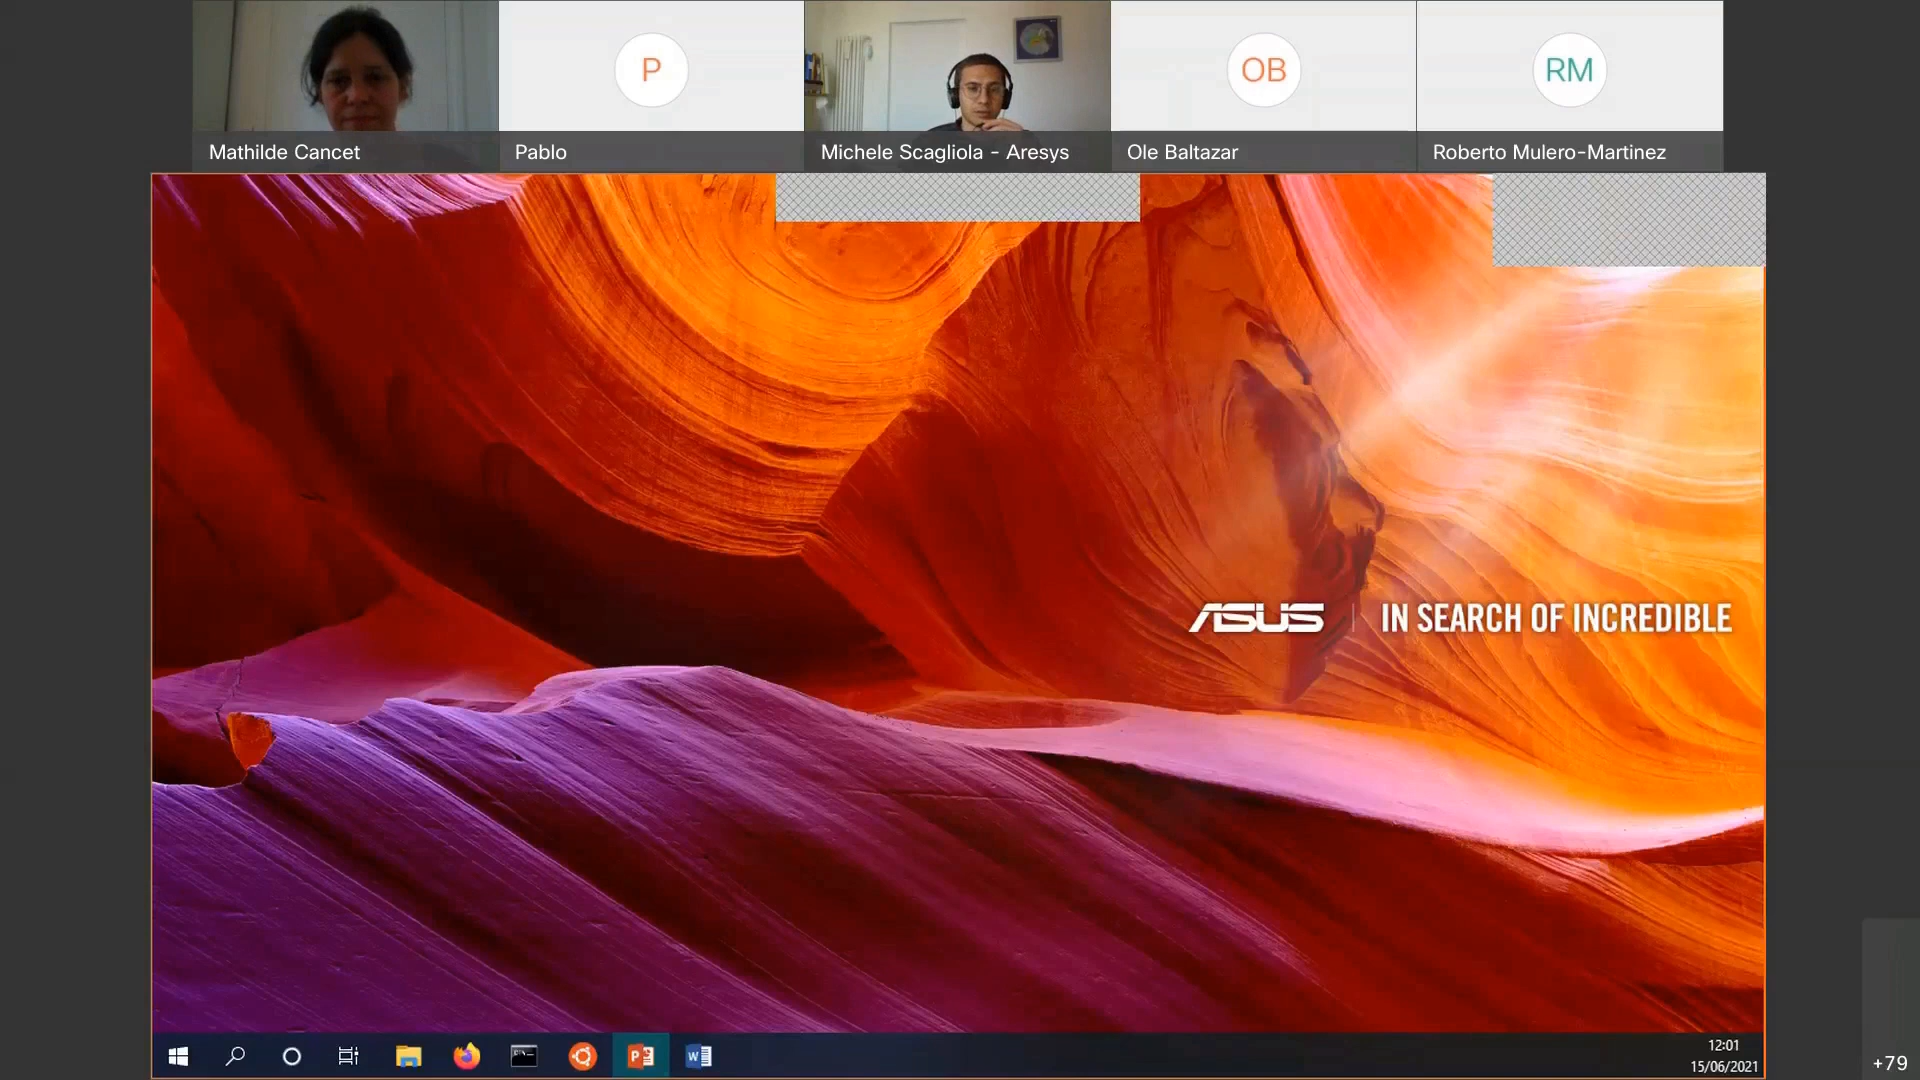 Mathilde Cancet
P
Pablo
Michele Scagliola - Aresys
OB
Ole Baltazar
RM
Roberto Mulero-Martinez
ASUS | IN SEARCH OF INCREDIBLE
12:01
15/06/2021
+79